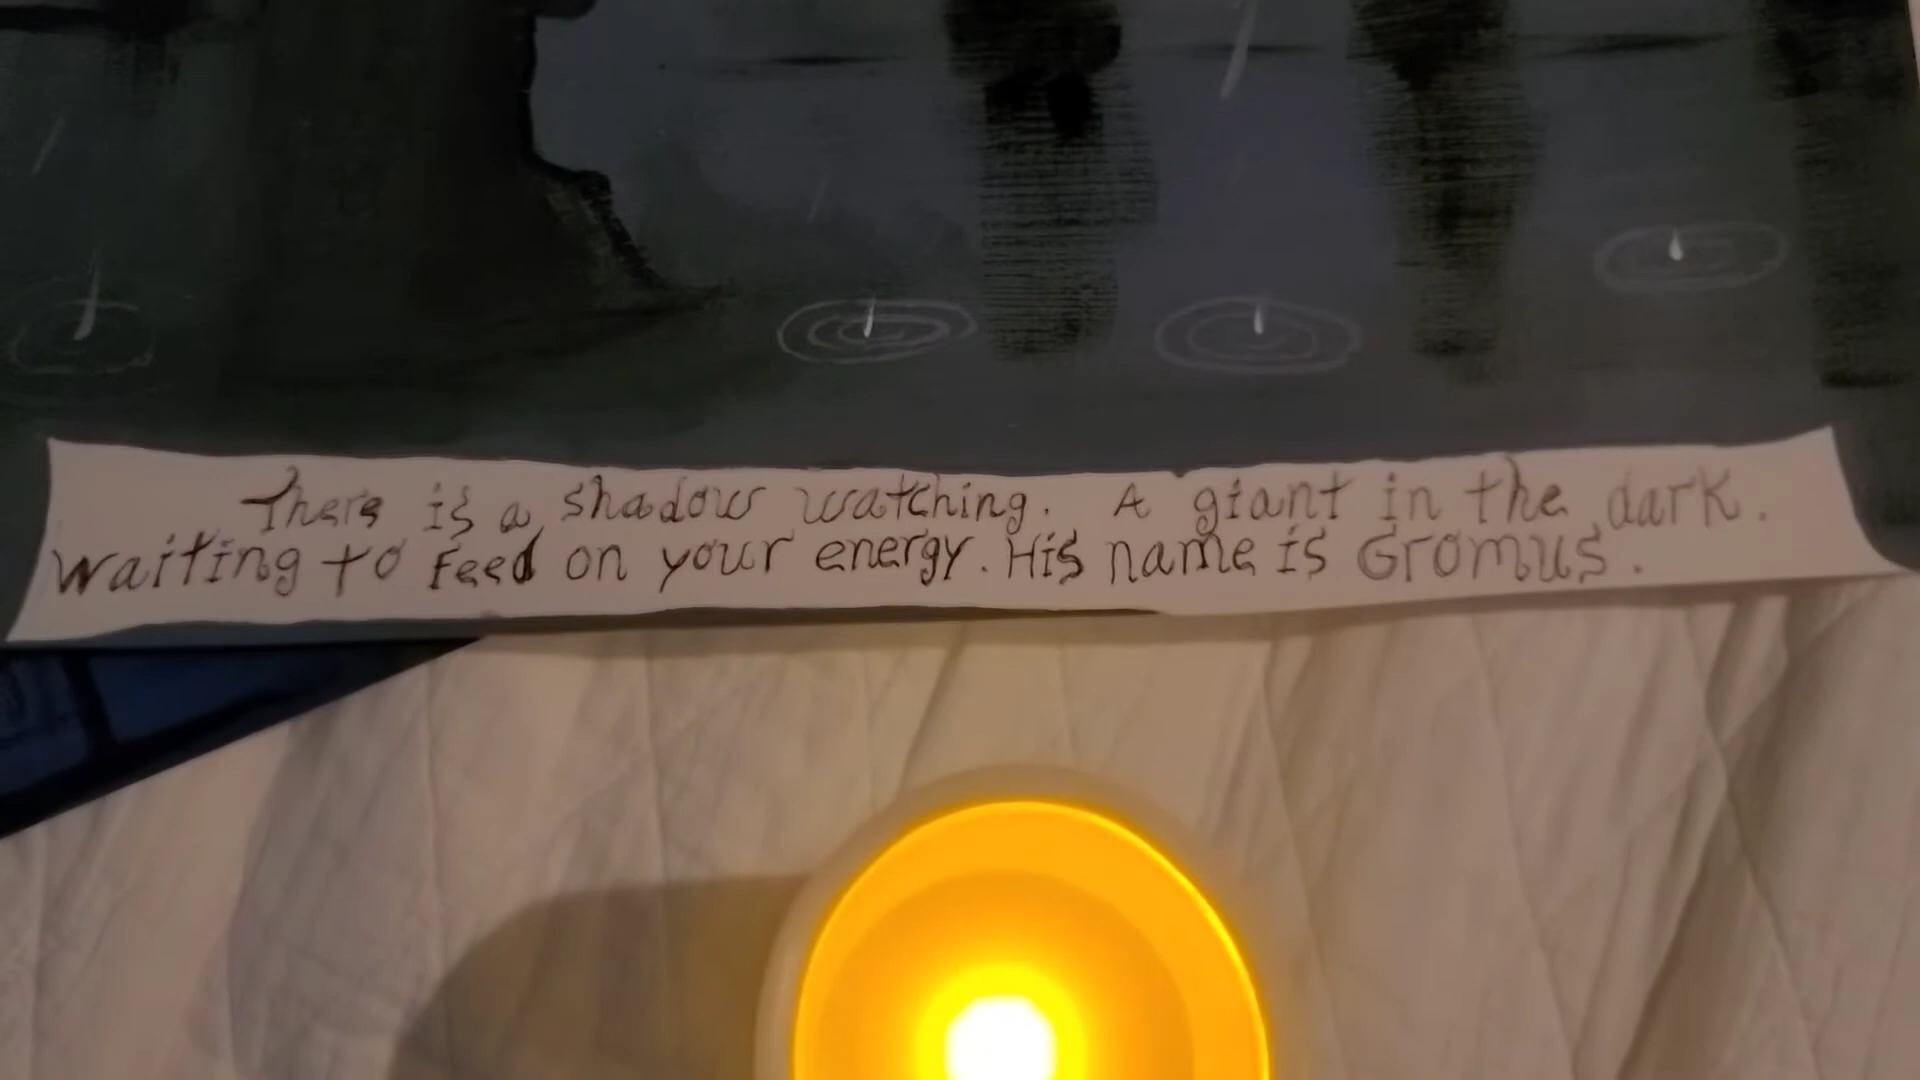 There is a shadow watching. A giant in the dark.
Waiting to Feed on your energy. His name is Gromus.